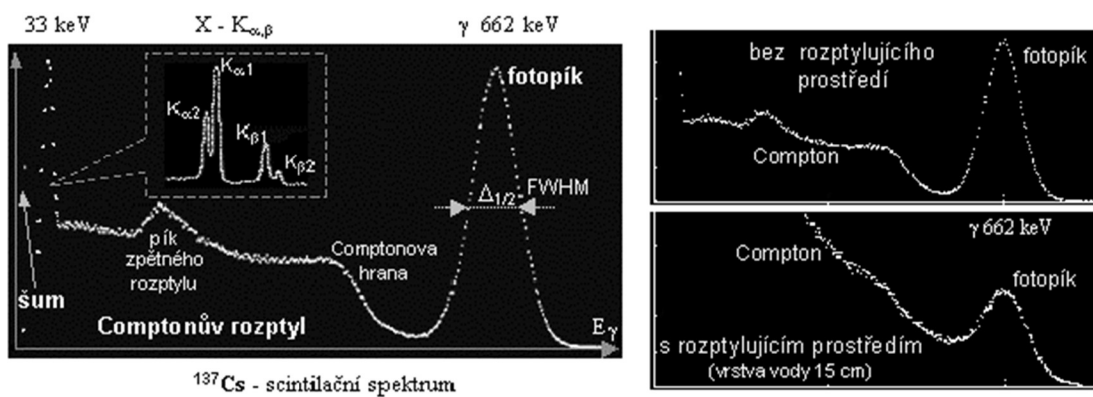 33 keV
X - Kα,β
γ 662 keV
Kα1
Kα2
Kβ1
Kβ2
fotopík
Δ1/2
FWHM
pík
zpětného
rozptylu
Comptonova
hrana
šum
Comptonův rozptyl
Eγ
137Cs - scintilační spektrum
bez rozptylujícího
prostředí
fotopík
Compton
γ 662 keV
Compton
fotopík
s rozptylujícím prostředím
(vrstva vody 15 cm)